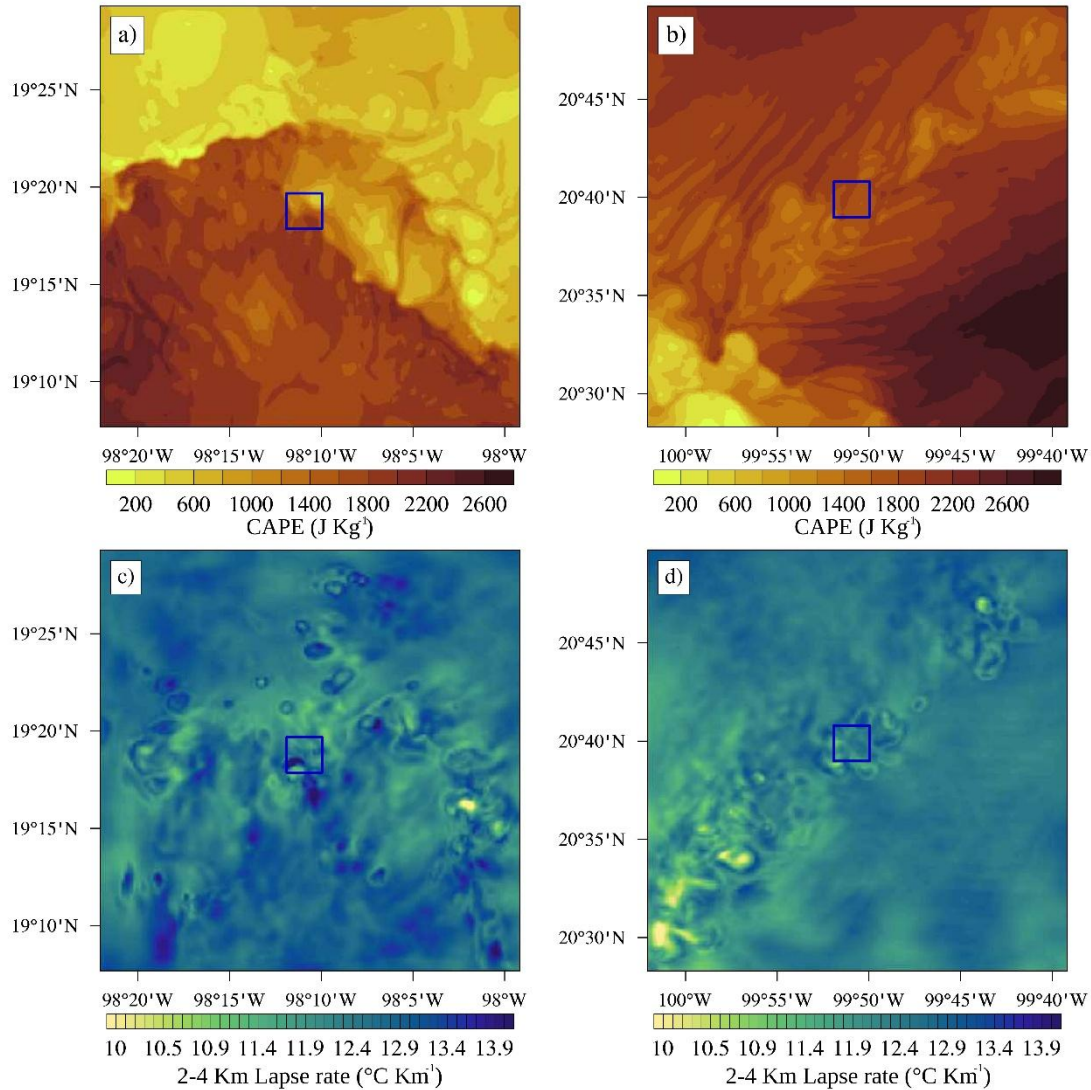 a)
b)
19°25'N
19°20'N
19°15'N
19°10'N
20°45'N
20°40'N
20°35'N
20°30'N
98°20'W 98°15'W 98°10'W 98°5'W 98°W
100°W 99°55'W 99°50'W 99°45'W 99°40'W
200 600 1000 1400 1800 2200 2600
CAPE (J Kg⁻¹)
200 600 1000 1400 1800 2200 2600
CAPE (J Kg⁻¹)
c)
d)
19°25'N
19°20'N
19°15'N
19°10'N
20°45'N
20°40'N
20°35'N
20°30'N
98°20'W 98°15'W 98°10'W 98°5'W 98°W
100°W 99°55'W 99°50'W 99°45'W 99°40'W
10 10.5 10.9 11.4 11.9 12.4 12.9 13.4 13.9
2-4 Km Lapse rate (°C Km⁻¹)
10 10.5 10.9 11.4 11.9 12.4 12.9 13.4 13.9
2-4 Km Lapse rate (°C Km⁻¹)